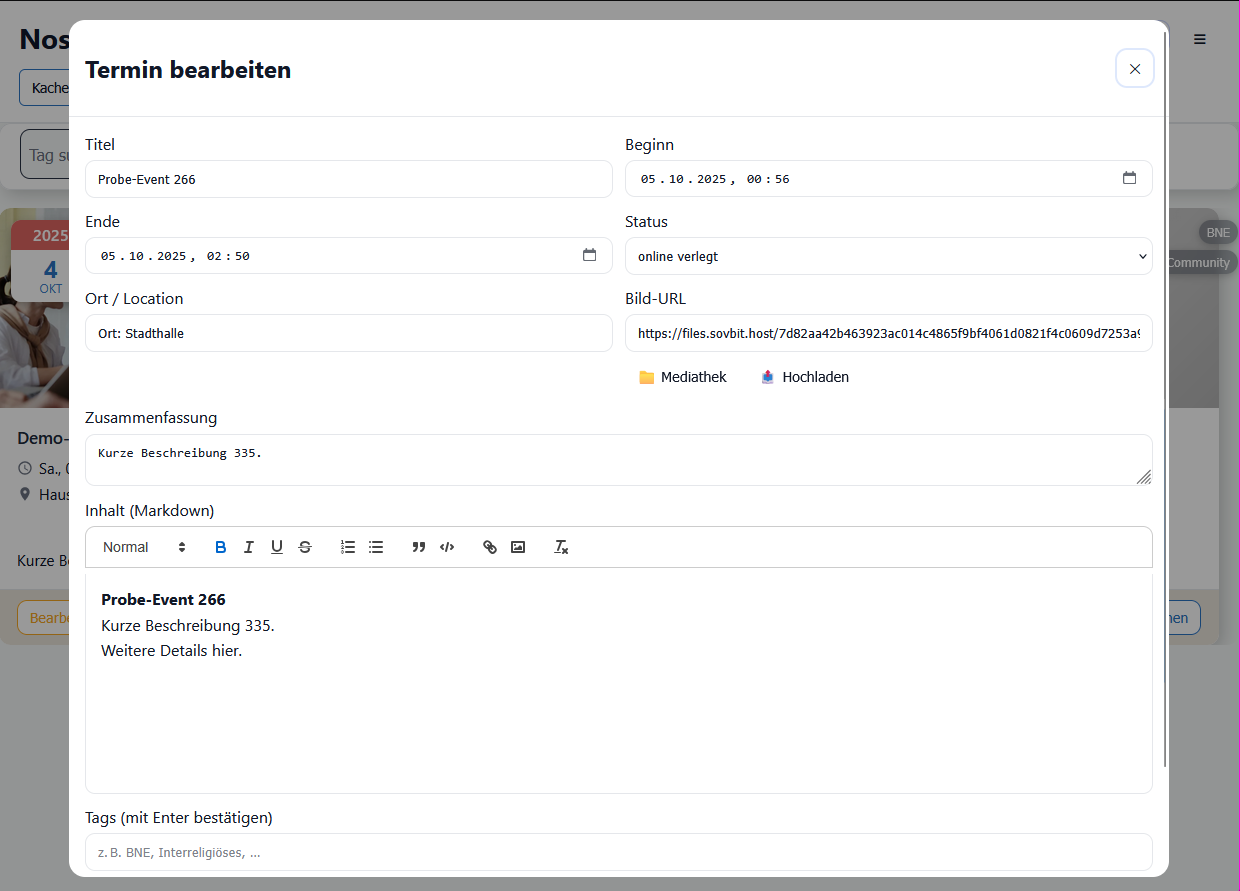 Nos
☰
Kache
Tag su
2025
4
OKT
BNE
Community
Demo-
Sa., 0
Haus
Kurze Be
Bearbe
nen
Termin bearbeiten
Titel
Beginn
Probe-Event 266
05.10.2025, 00:56
Ende
Status
05.10.2025, 02:50
online verlegt
Ort / Location
Bild-URL
Ort: Stadthalle
https://files.sovbit.host/7d82aa42b463923ac014c4865f9bf4061d0821f4c0609d7253a9
Mediathek
Hochladen
Zusammenfassung
Kurze Beschreibung 335.
Inhalt (Markdown)
Normal
B I U S
Probe-Event 266
Kurze Beschreibung 335.
Weitere Details hier.
Tags (mit Enter bestätigen)
z. B. BNE, Interreligiöses, ...